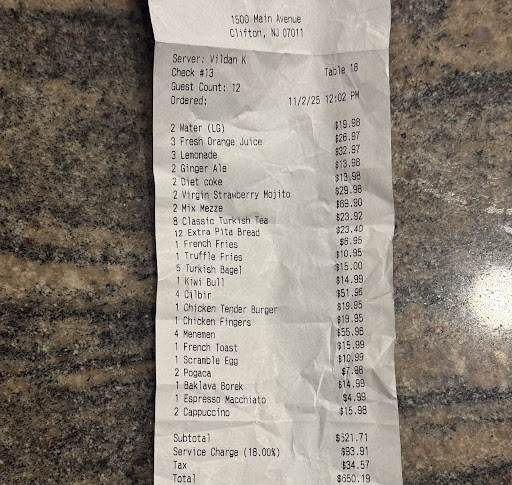 1500 Main Avenue
Clifton, NJ 07011
Server: Vildan K
Check #13 Table 18
Guest Count: 12
Ordered: 11/2/25 12:02 PM
2 Water (LG) $19.98
3 Fresh Orange Juice $26.97
3 Lemonade $32.97
2 Ginger Ale $13.98
2 Diet coke $13.98
2 Virgin Strawberry Mojito $29.98
2 Mix Mezze $69.90
8 Classic Turkish Tea $23.92
12 Extra Pita Bread $23.40
1 French Fries $6.95
1 Truffle Fries $10.95
5 Turkish Bagel $15.00
1 Kiwi Bull $14.99
4 Cilbir $51.96
1 Chicken Tender Burger $19.95
1 Chicken Fingers $19.95
4 Menemen $55.96
1 French Toast $15.99
1 Scramble Egg $10.99
2 Pogaca $7.98
1 Baklava Borek $14.99
1 Espresso Macchiato $4.99
2 Cappuccino $15.98
Subtotal $521.71
Service Charge (18.00%) $93.91
Tax $34.57
Total $650.19